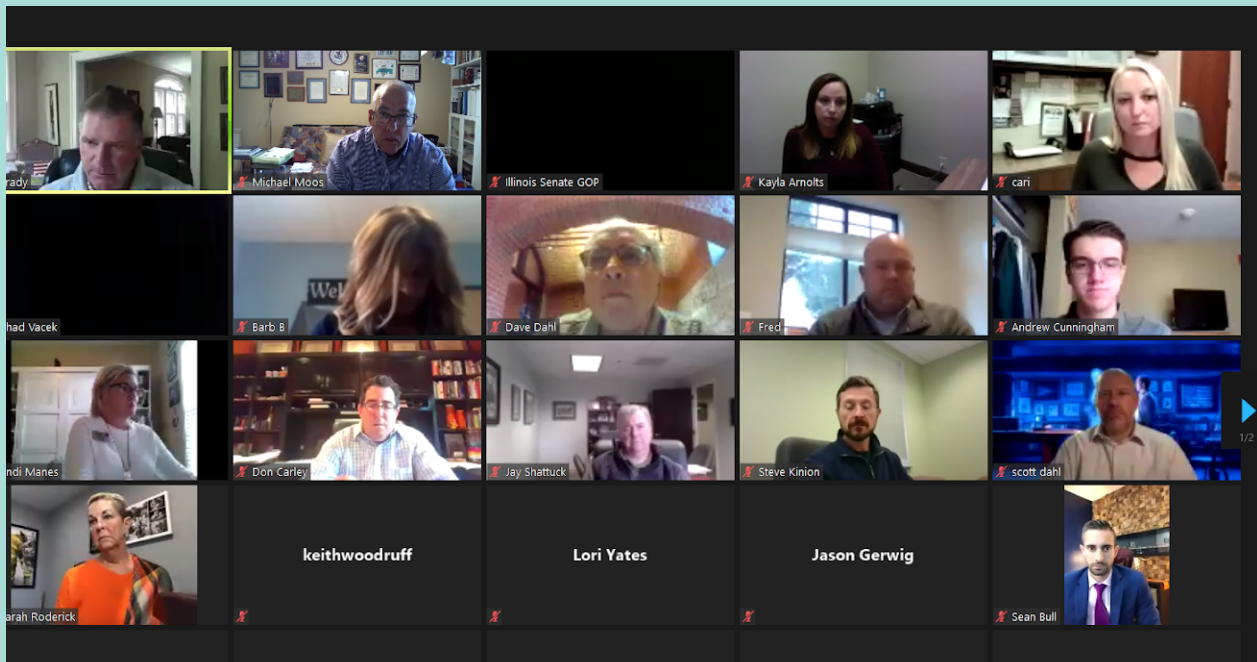 rady
Michael Moos
Illinois Senate GOP
Kayla Arnolts
cari
had Vacek
Barb B
Dave Dahl
Fred
Andrew Cunningham
ndi Manes
Don Carley
Jay Shattuck
Steve Kinion
scott dahl
1/2
arah Roderick
keithwoodruff
Lori Yates
Jason Gerwig
Sean Bull